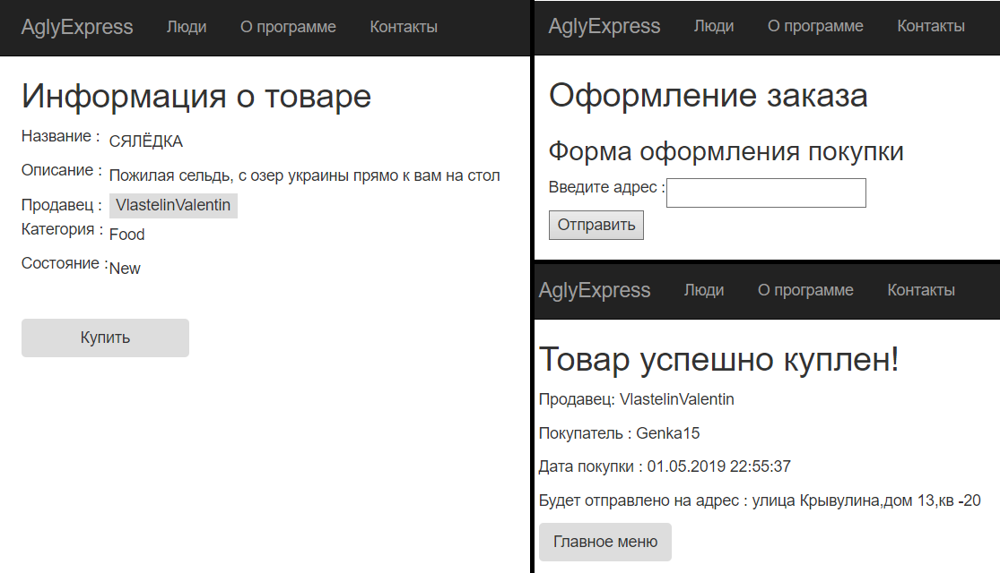 AglyExpress Люди О программе Контакты
Информация о товаре
Название : СЯЛЁДКА
Описание : Пожилая сельдь, с озер украины прямо к вам на стол
Продавец : VlastelinValentin
Категория : Food
Состояние : New
Купить
AglyExpress Люди О программе Контакты
Оформление заказа
Форма оформления покупки
Введите адрес :
Отправить
AglyExpress Люди О программе Контакты
Товар успешно куплен!
Продавец: VlastelinValentin
Покупатель : Genka15
Дата покупки : 01.05.2019 22:55:37
Будет отправлено на адрес : улица Крывулина,дом 13,кв -20
Главное меню